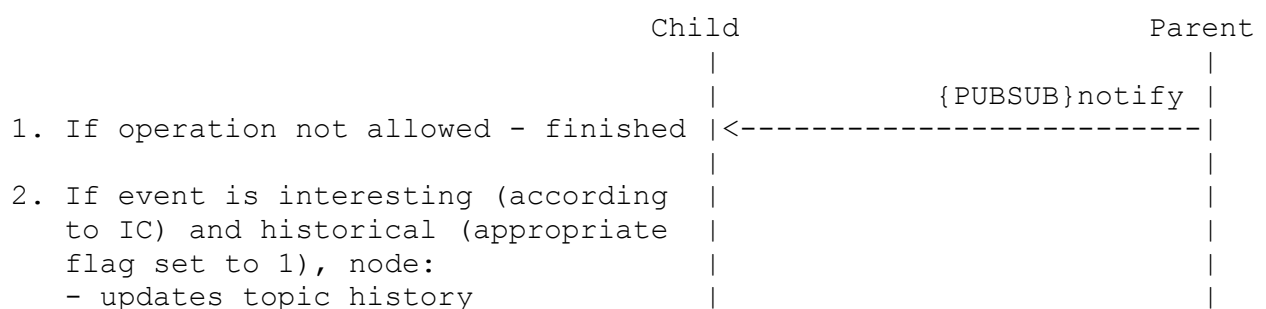 Child                       Parent
                                        |                            |
                                        |            {PUBSUB}notify |
1. If operation not allowed - finished |<--------------------------|
                                        |                            |
2. If event is interesting (according   |                            |
   to IC) and historical (appropriate   |                            |
   flag set to 1), node:                |                            |
   - updates topic history              |                            |